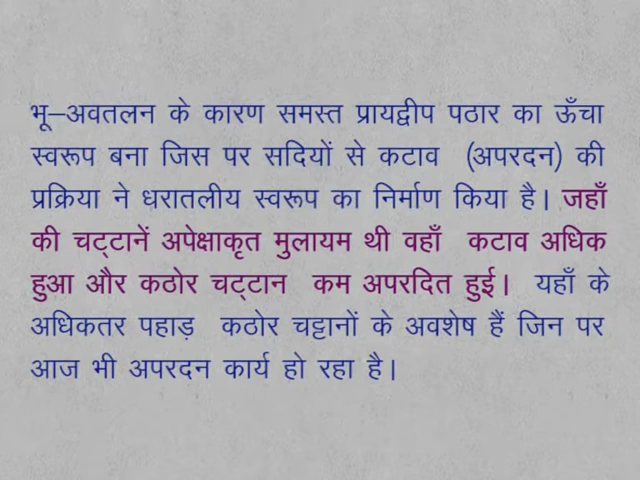 भू–अवतलन के कारण समस्त प्रायद्वीप पठार का ऊँचा
स्वरूप बना जिस पर सदियों से कटाव (अपरदन) की
प्रक्रिया ने धरातलीय स्वरूप का निर्माण किया है। जहाँ
की चट्टानें अपेक्षाकृत मुलायम थी वहाँ कटाव अधिक
हुआ और कठोर चट्टान कम अपरदित हुई। यहाँ के
अधिकतर पहाड़ कठोर चट्टानों के अवशेष हैं जिन पर
आज भी अपरदन कार्य हो रहा है।